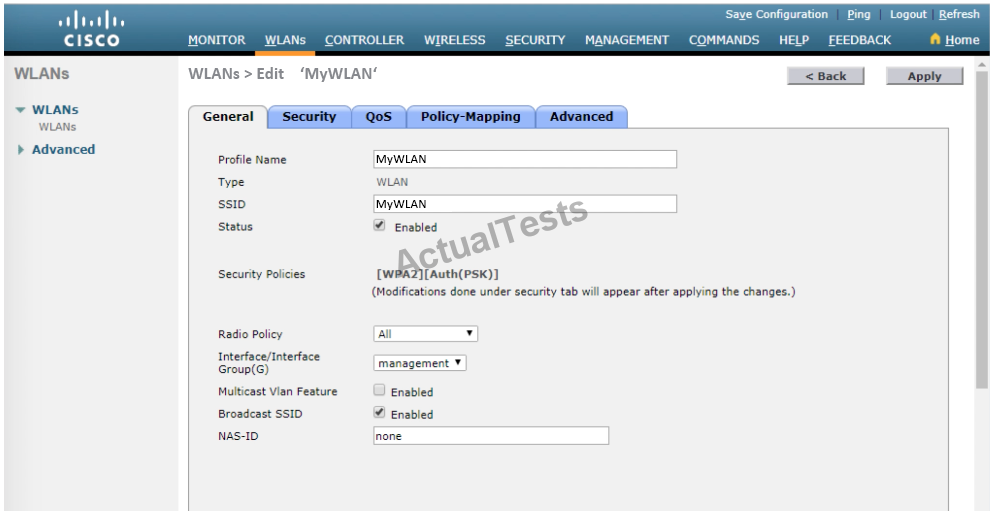 Save Configuration | Ping | Logout | Refresh
CISCO
MONITOR WLANs CONTROLLER WIRELESS SECURITY MANAGEMENT COMMANDS HELP FEEDBACK Home
WLANs
WLANs > Edit 'MyWLAN'
< Back
Apply
WLANs
WLANs
Advanced
General Security QoS Policy-Mapping Advanced
Profile Name MyWLAN
Type WLAN
SSID MyWLAN
Status Enabled
ActualTests
Security Policies [WPA2][Auth(PSK)]
(Modifications done under security tab will appear after applying the changes.)
Radio Policy All
Interface/Interface
Group(G) management
Multicast Vlan Feature Enabled
Broadcast SSID Enabled
NAS-ID none